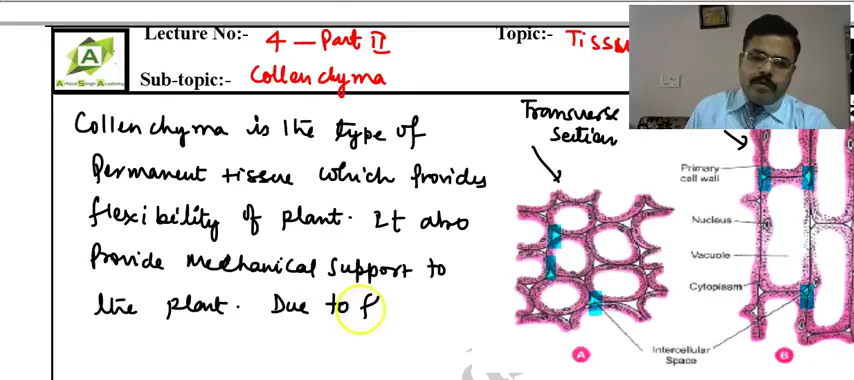 Lecture No:- 4 - Part II
Topic:- Tissu
A
Sub-topic:- Collenchyma
Collenchyma is the type of
Permanent tissue which provides
flexibility of plant. It also
Provide Mechanical support to
the plant. Due to f
Transverse
Section
Primary
cell wall
Nucleus
Vacuole
Cytoplasm
Intercellular
Space
A
B